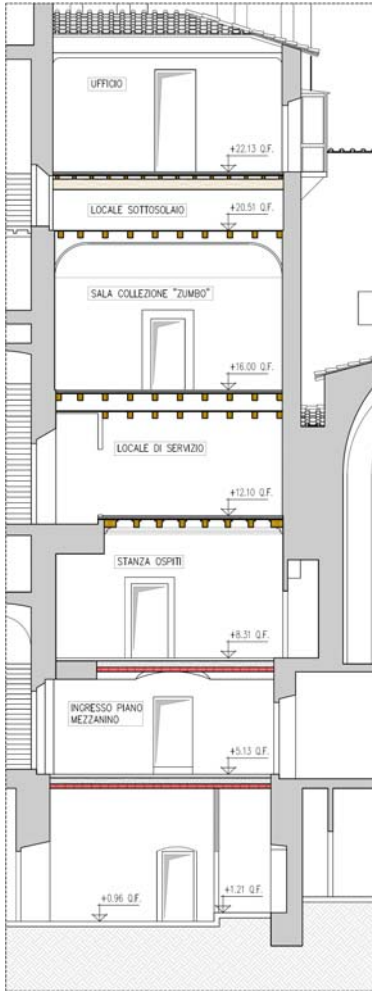 UFFICIO
+22.13 Q.F.
LOCALE SOTTOSOLAIO
+20.51 Q.F.
SALA COLLEZIONE "ZUMBO"
+16.00 Q.F.
LOCALE DI SERVIZIO
+12.10 Q.F.
STANZA OSPITI
+8.31 Q.F.
INGRESSO PIANO
MEZZANINO
+5.13 Q.F.
+0.96 Q.F.
+1.21 Q.F.